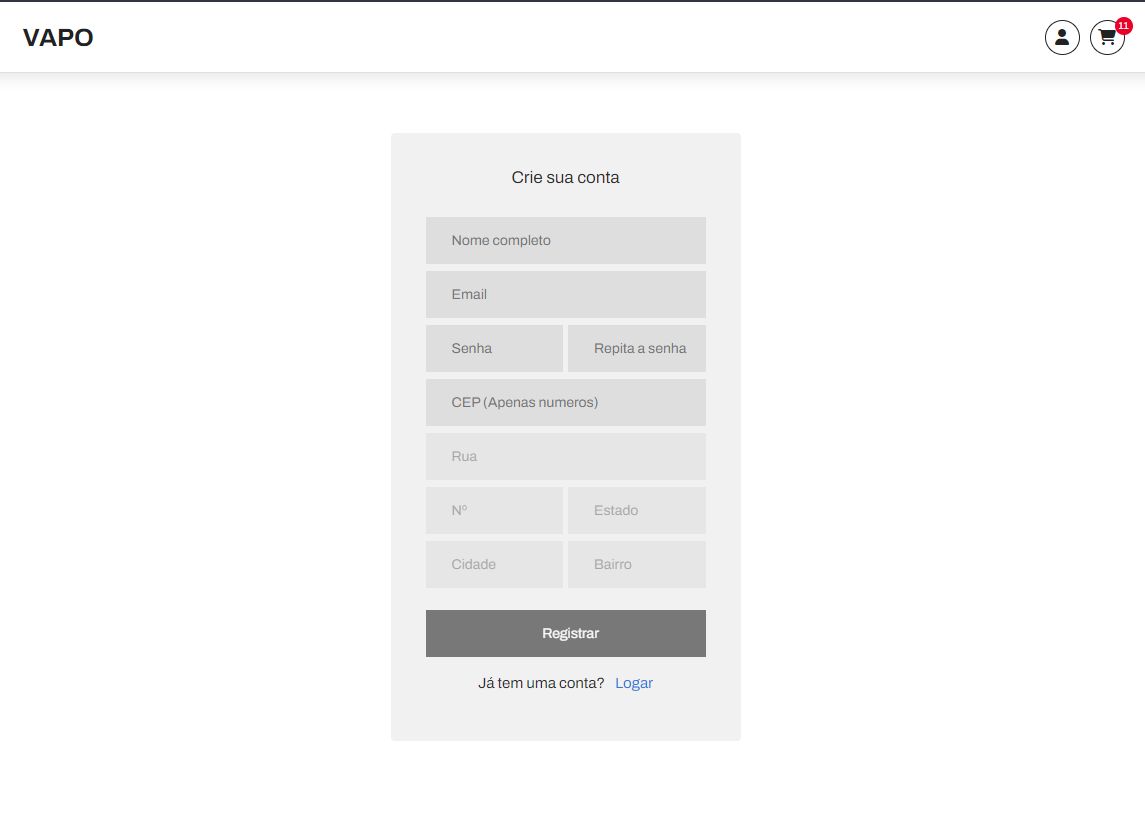 VAPO
11
Crie sua conta
Nome completo
Email
Senha Repita a senha
CEP (Apenas numeros)
Rua
Nº Estado
Cidade Bairro
Registrar
Já tem uma conta? Logar